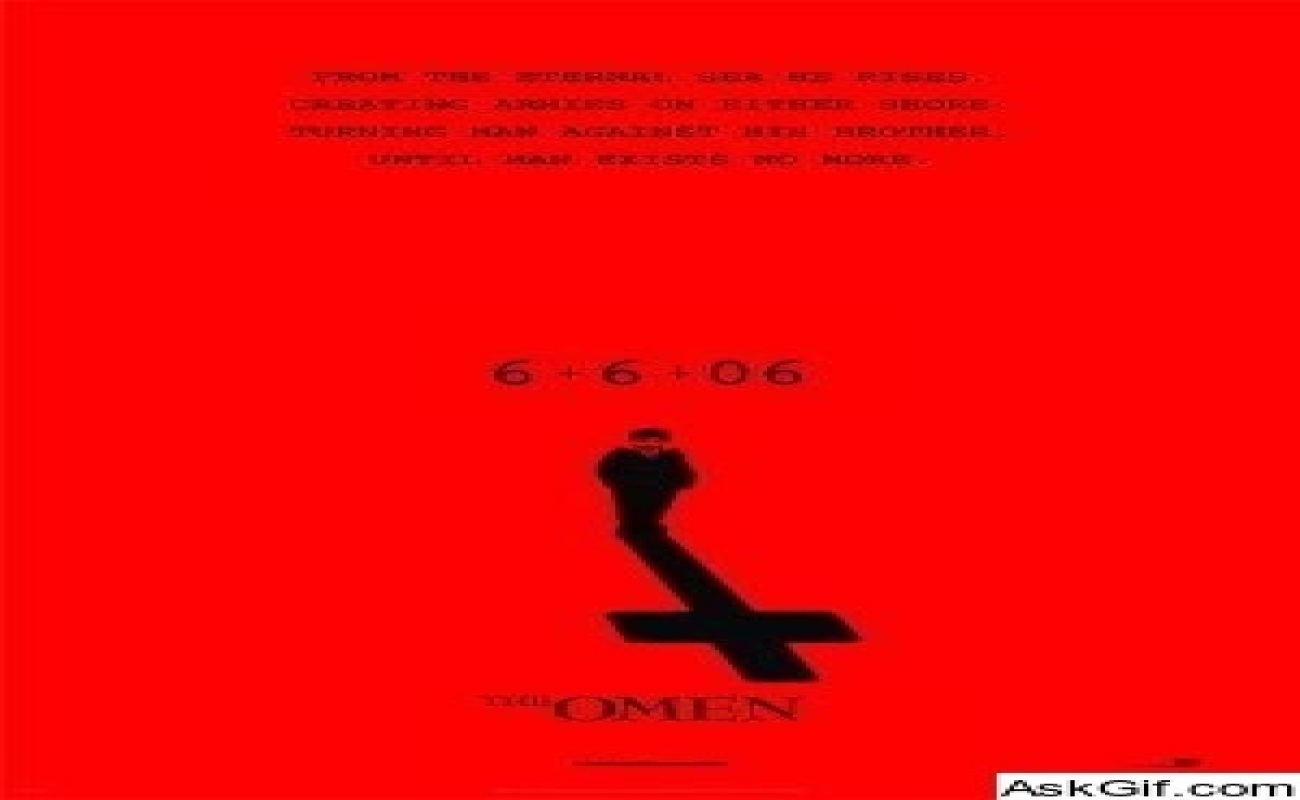 FROM THE ETERNAL SEA HE RISES,
CREATING ARMIES ON EITHER SHORE,
TURNING MAN AGAINST HIS BROTHER,
UNTIL MAN EXISTS NO MORE.
6+6+06
THE OMEN
AskGif.com